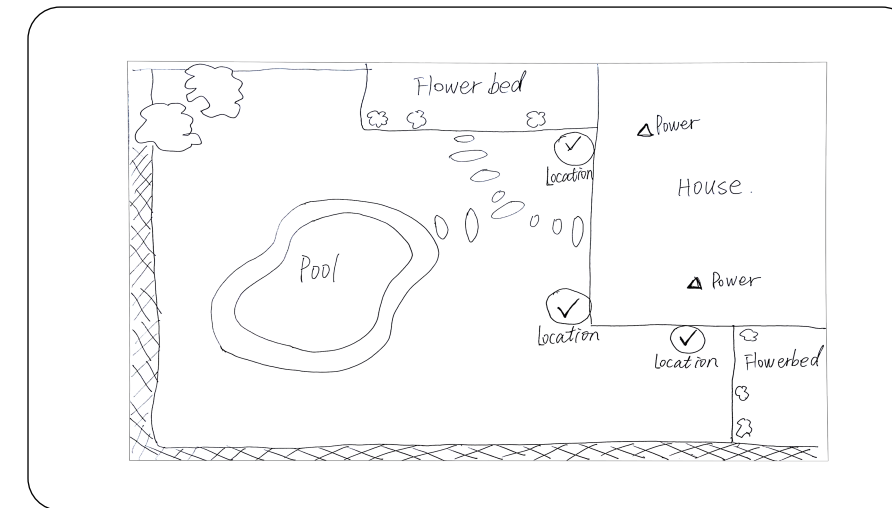 Flower bed
Power
Location
House.
Pool
Power
Location
Location
Flowerbed